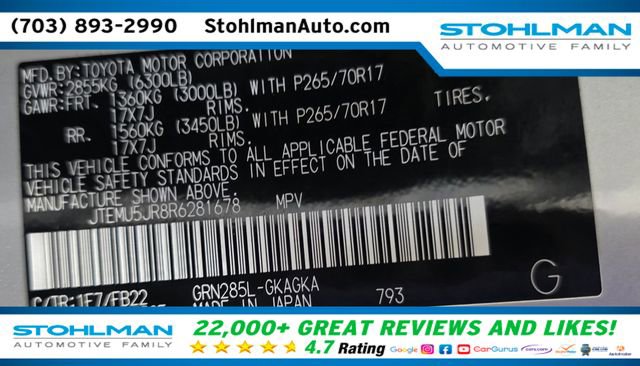 (703) 893-2990 StohlmanAuto.com STOHLMAN
AUTOMOTIVE FAMILY
MFD. BY: TOYOTA MOTOR CORPORATION
GVWR: 2855KG (6300LB)
GAWR: FRT. 1360KG (3000LB) WITH P265/70R17
17X7J RIMS. TIRES.
RR. 1560KG (3450LB) WITH P265/70R17
17X7J RIMS.
THIS VEHICLE CONFORMS TO ALL APPLICABLE FEDERAL MOTOR
VEHICLE SAFETY STANDARDS IN EFFECT ON THE DATE OF
MANUFACTURE SHOWN ABOVE.
JTEMU5JR8R6281678 MPV
C/TR: 1F7/FB22 GRN285L-GKAGKA
MADE IN JAPAN 793
G
STOHLMAN
AUTOMOTIVE FAMILY
22,000+ GREAT REVIEWS AND LIKES!
4.7 Rating Google CarGurus cars.com